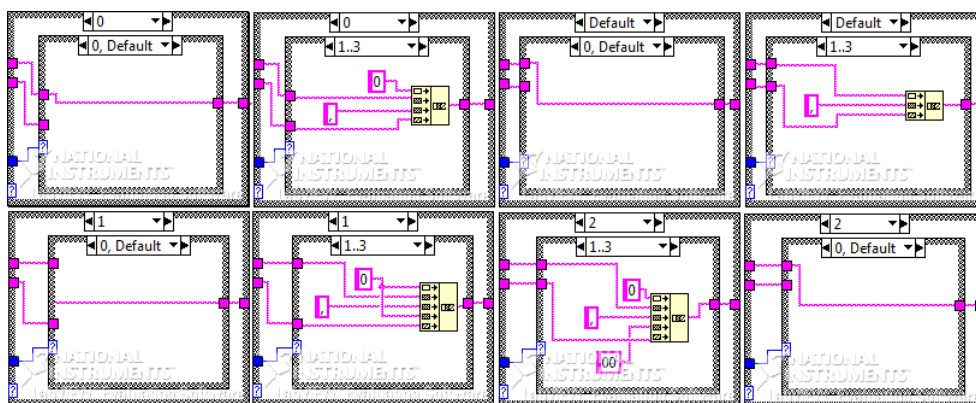 0
0, Default
NATIONAL
INSTRUMENTS
0
1..3
0
,
NATIONAL
INSTRUMENTS
Default
0, Default
NATIONAL
INSTRUMENTS
Default
1..3
,
NATIONAL
INSTRUMENTS
1
0, Default
NATIONAL
INSTRUMENTS
1
1..3
0
,
NATIONAL
INSTRUMENTS
2
1..3
0
,
00
NATIONAL
INSTRUMENTS
2
0, Default
NATIONAL
INSTRUMENTS